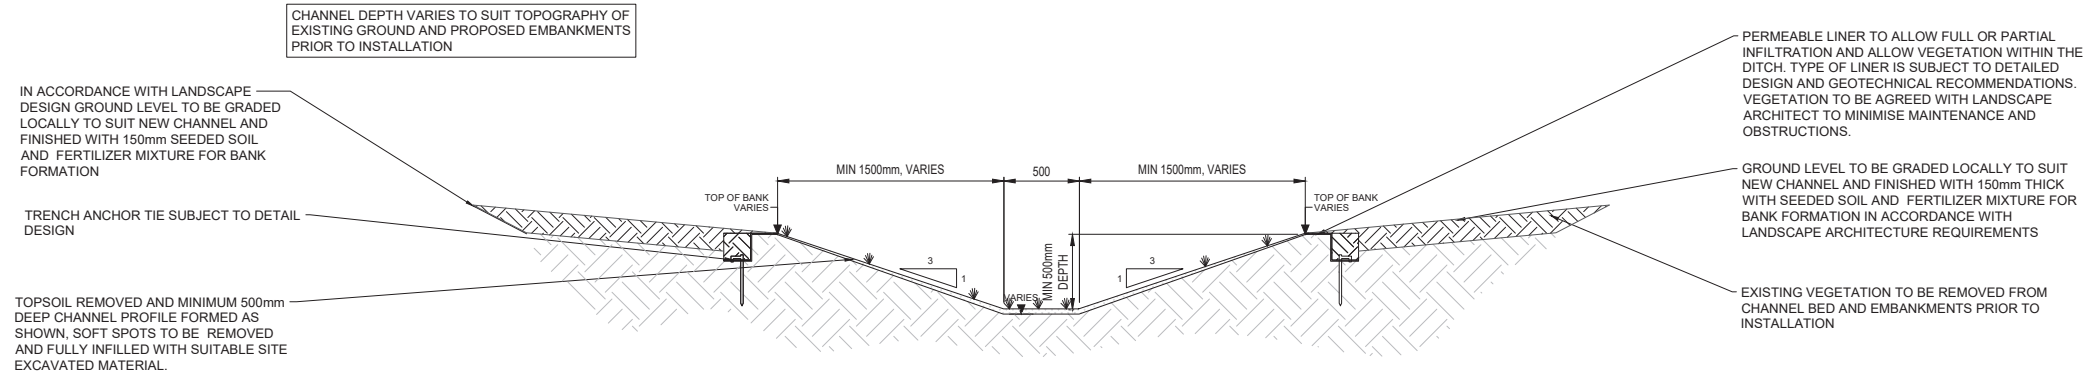 CHANNEL DEPTH VARIES TO SUIT TOPOGRAPHY OF
EXISTING GROUND AND PROPOSED EMBANKMENTS
PRIOR TO INSTALLATION
IN ACCORDANCE WITH LANDSCAPE
DESIGN GROUND LEVEL TO BE GRADED
LOCALLY TO SUIT NEW CHANNEL AND
FINISHED WITH 150mm SEEDED SOIL
AND FERTILIZER MIXTURE FOR BANK
FORMATION
TRENCH ANCHOR TIE SUBJECT TO DETAIL
DESIGN
TOPSOIL REMOVED AND MINIMUM 500mm
DEEP CHANNEL PROFILE FORMED AS
SHOWN, SOFT SPOTS TO BE REMOVED
AND FULLY INFILLED WITH SUITABLE SITE
EXCAVATED MATERIAL.
MIN 1500mm, VARIES
500
MIN 1500mm, VARIES
TOP OF BANK
VARIES
TOP OF BANK
VARIES
3
1
VARIES
MIN 500mm
DEPTH
3
1
PERMEABLE LINER TO ALLOW FULL OR PARTIAL
INFILTRATION AND ALLOW VEGETATION WITHIN THE
DITCH. TYPE OF LINER IS SUBJECT TO DETAILED
DESIGN AND GEOTECHNICAL RECOMMENDATIONS.
VEGETATION TO BE AGREED WITH LANDSCAPE
ARCHITECT TO MINIMISE MAINTENANCE AND
OBSTRUCTIONS.
GROUND LEVEL TO BE GRADED LOCALLY TO SUIT
NEW CHANNEL AND FINISHED WITH 150mm THICK
WITH SEEDED SOIL AND FERTILIZER MIXTURE FOR
BANK FORMATION IN ACCORDANCE WITH
LANDSCAPE ARCHITECTURE REQUIREMENTS
EXISTING VEGETATION TO BE REMOVED FROM
CHANNEL BED AND EMBANKMENTS PRIOR TO
INSTALLATION